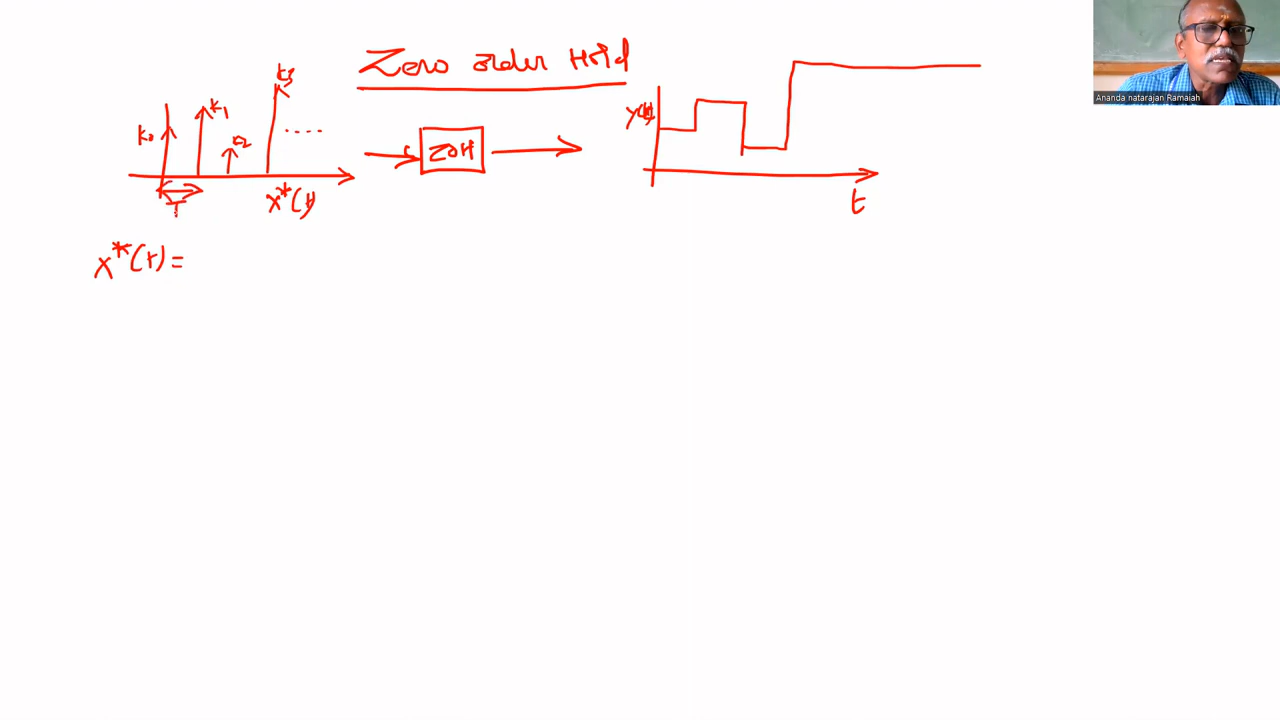 Zero order Hold
k0
k1
k2
k3
....
T
x*(t)
ZOH
y(t)
t
x*(t) =
Ananda natarajan Ramaiah